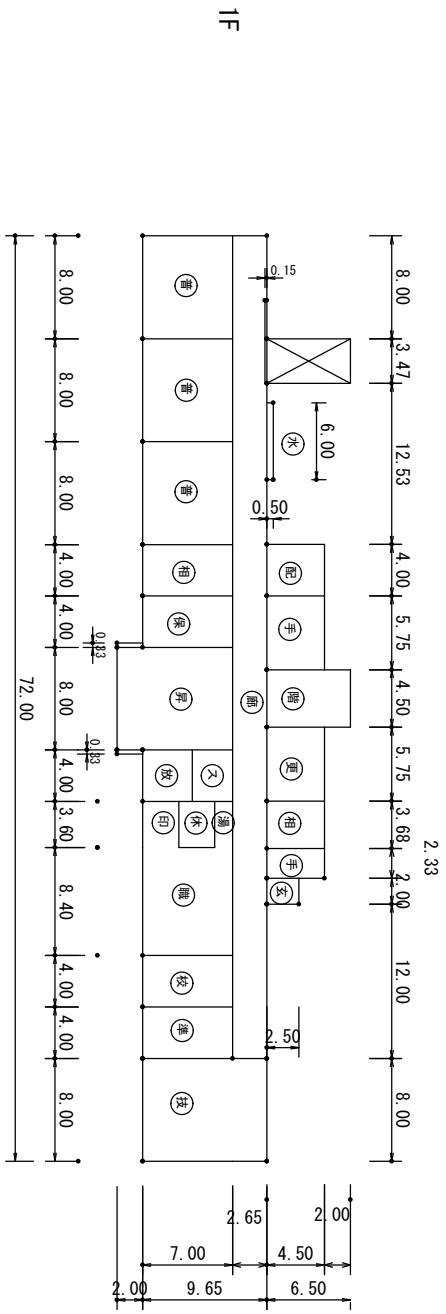 1F
8.00
3.47
12.53
4.00
5.75
4.50
5.75
3.68
2.33
2.00
12.00
8.00
0.15
6.00
水
0.50
2.50
配
手
階
更
相
手
玄
廊
普
普
普
相
保
昇
放
ス
印
休
湯
職
校
準
技
0.33
0.33
8.00
8.00
8.00
4.00
4.00
8.00
4.00
3.60
8.40
4.00
4.00
8.00
72.00
2.65
2.00
7.00
4.50
2.00
9.65
6.50